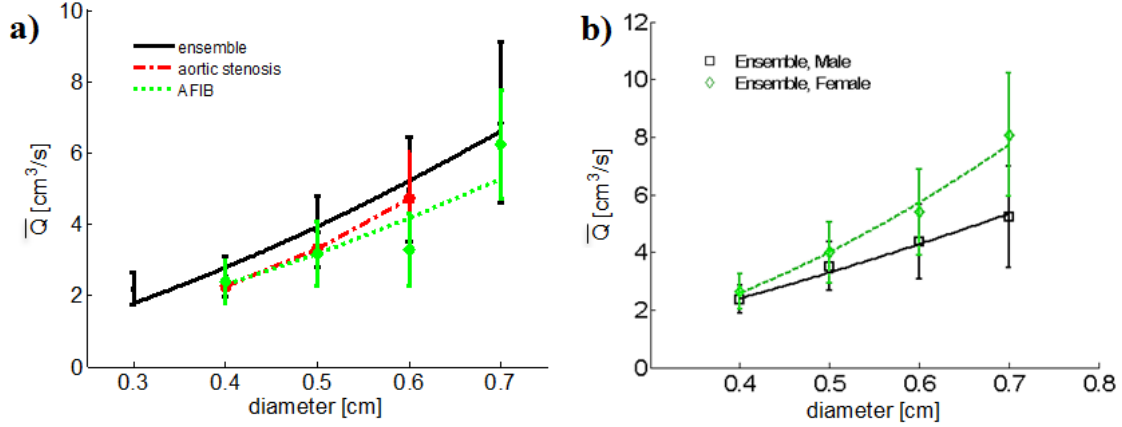 a)
10
8
6
4
2
0
Q̅ [cm³/s]
ensemble
aortic stenosis
AFIB
0.3 0.4 0.5 0.6 0.7
diameter [cm]
b)
12
10
8
6
4
2
0
Q̅ [cm³/s]
Ensemble, Male
Ensemble, Female
0.4 0.5 0.6 0.7 0.8
diameter [cm]